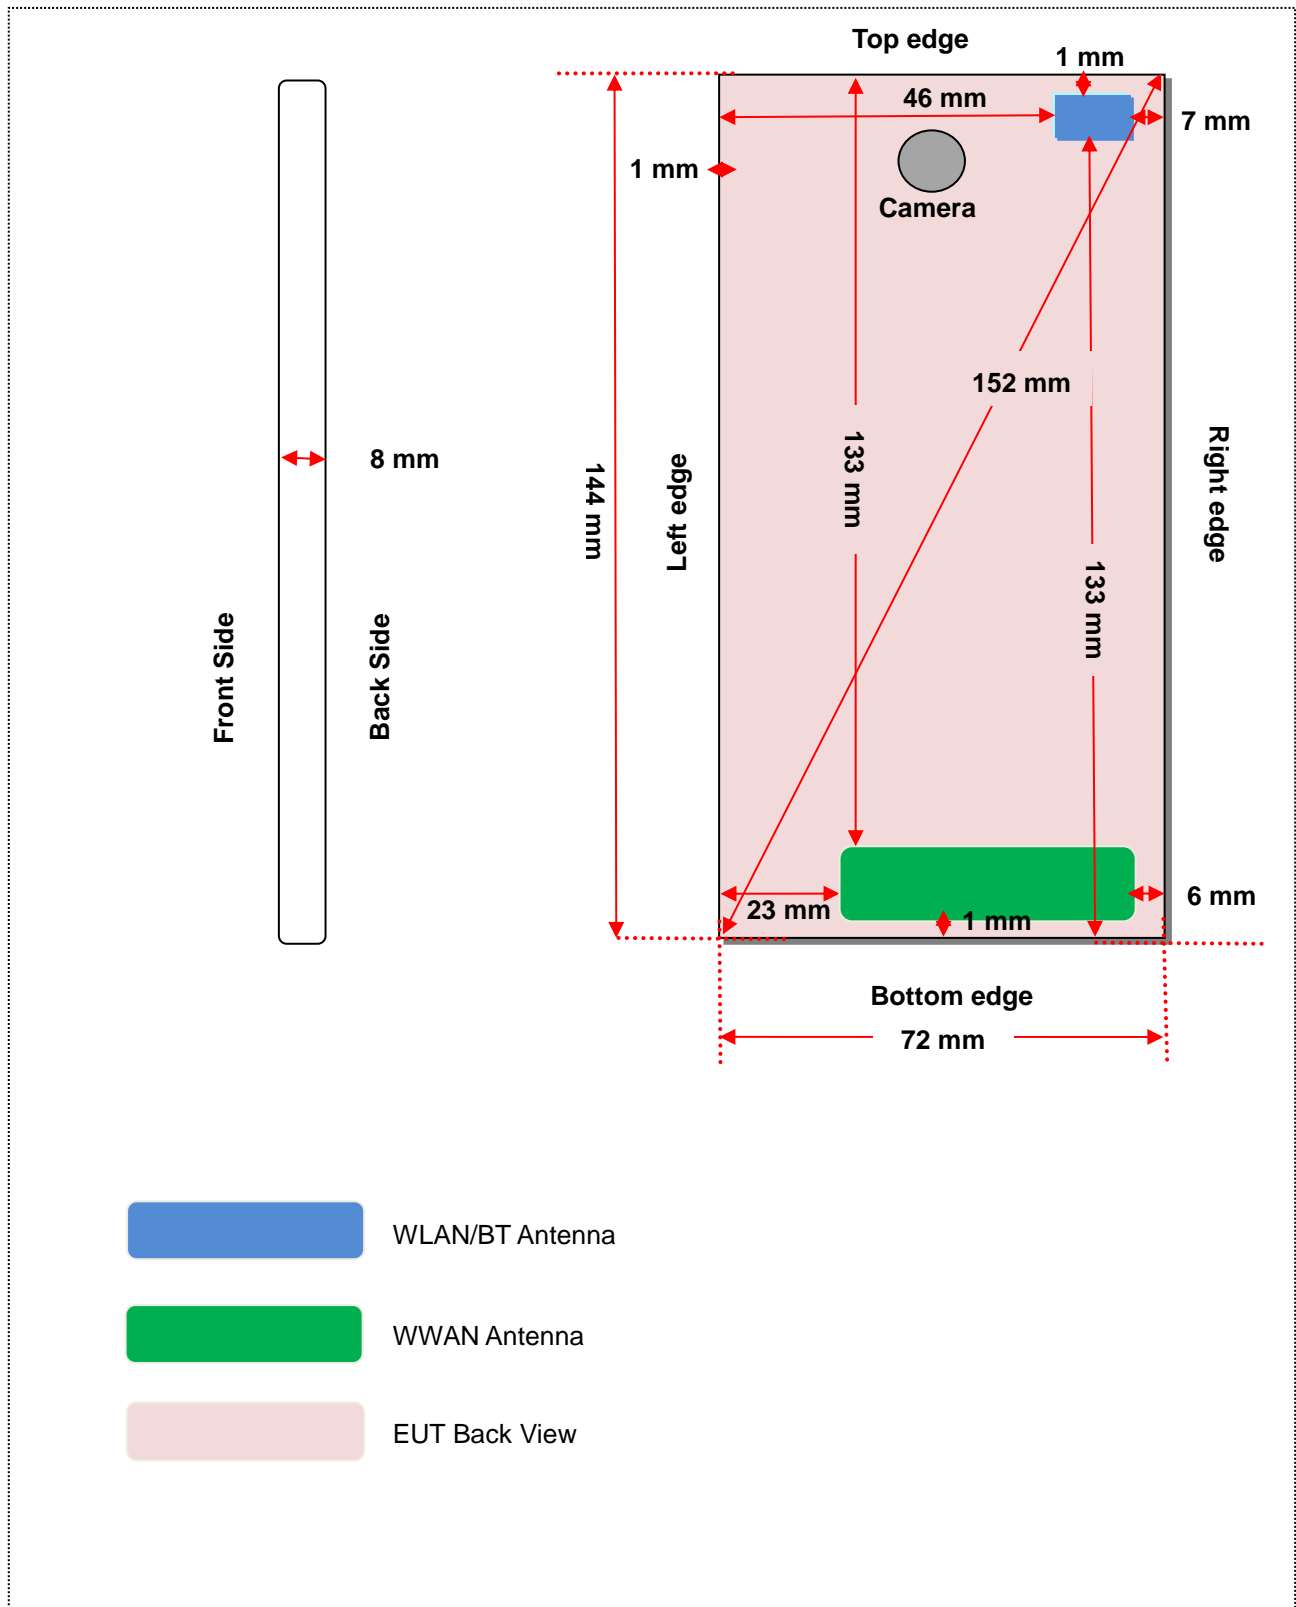 Top edge
1 mm
46 mm
7 mm
1 mm
Camera
152 mm
8 mm
144 mm
Left edge
133 mm
Right edge
133 mm
Front Side
Back Side
23 mm
1 mm
6 mm
Bottom edge
72 mm
WLAN/BT Antenna
WWAN Antenna
EUT Back View